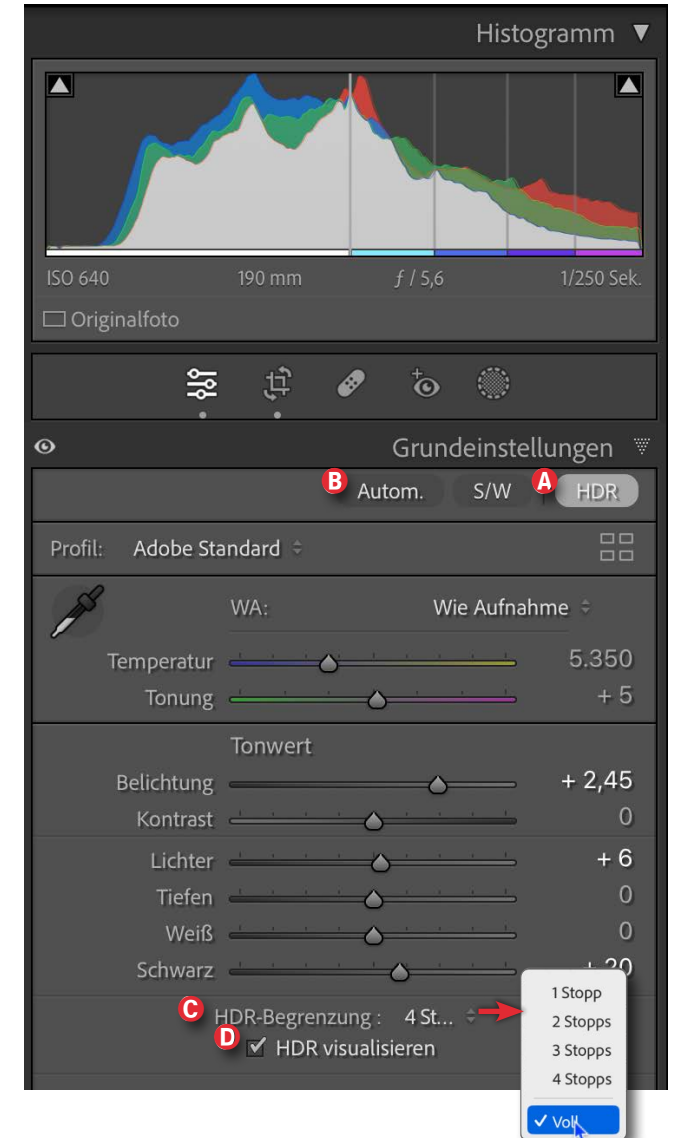 Histogramm
ISO 640 190 mm ƒ / 5,6 1/250 Sek.
Originalfoto
Grundeinstellungen
B Autom. S/W A HDR
Profil: Adobe Standard
WA: Wie Aufnahme
Temperatur 5.350
Tonung + 5
Tonwert
Belichtung + 2,45
Kontrast 0
Lichter + 6
Tiefen 0
Weiß 0
Schwarz + 20
C HDR-Begrenzung : 4 St...
D HDR visualisieren
1 Stopp
2 Stopps
3 Stopps
4 Stopps
Voll